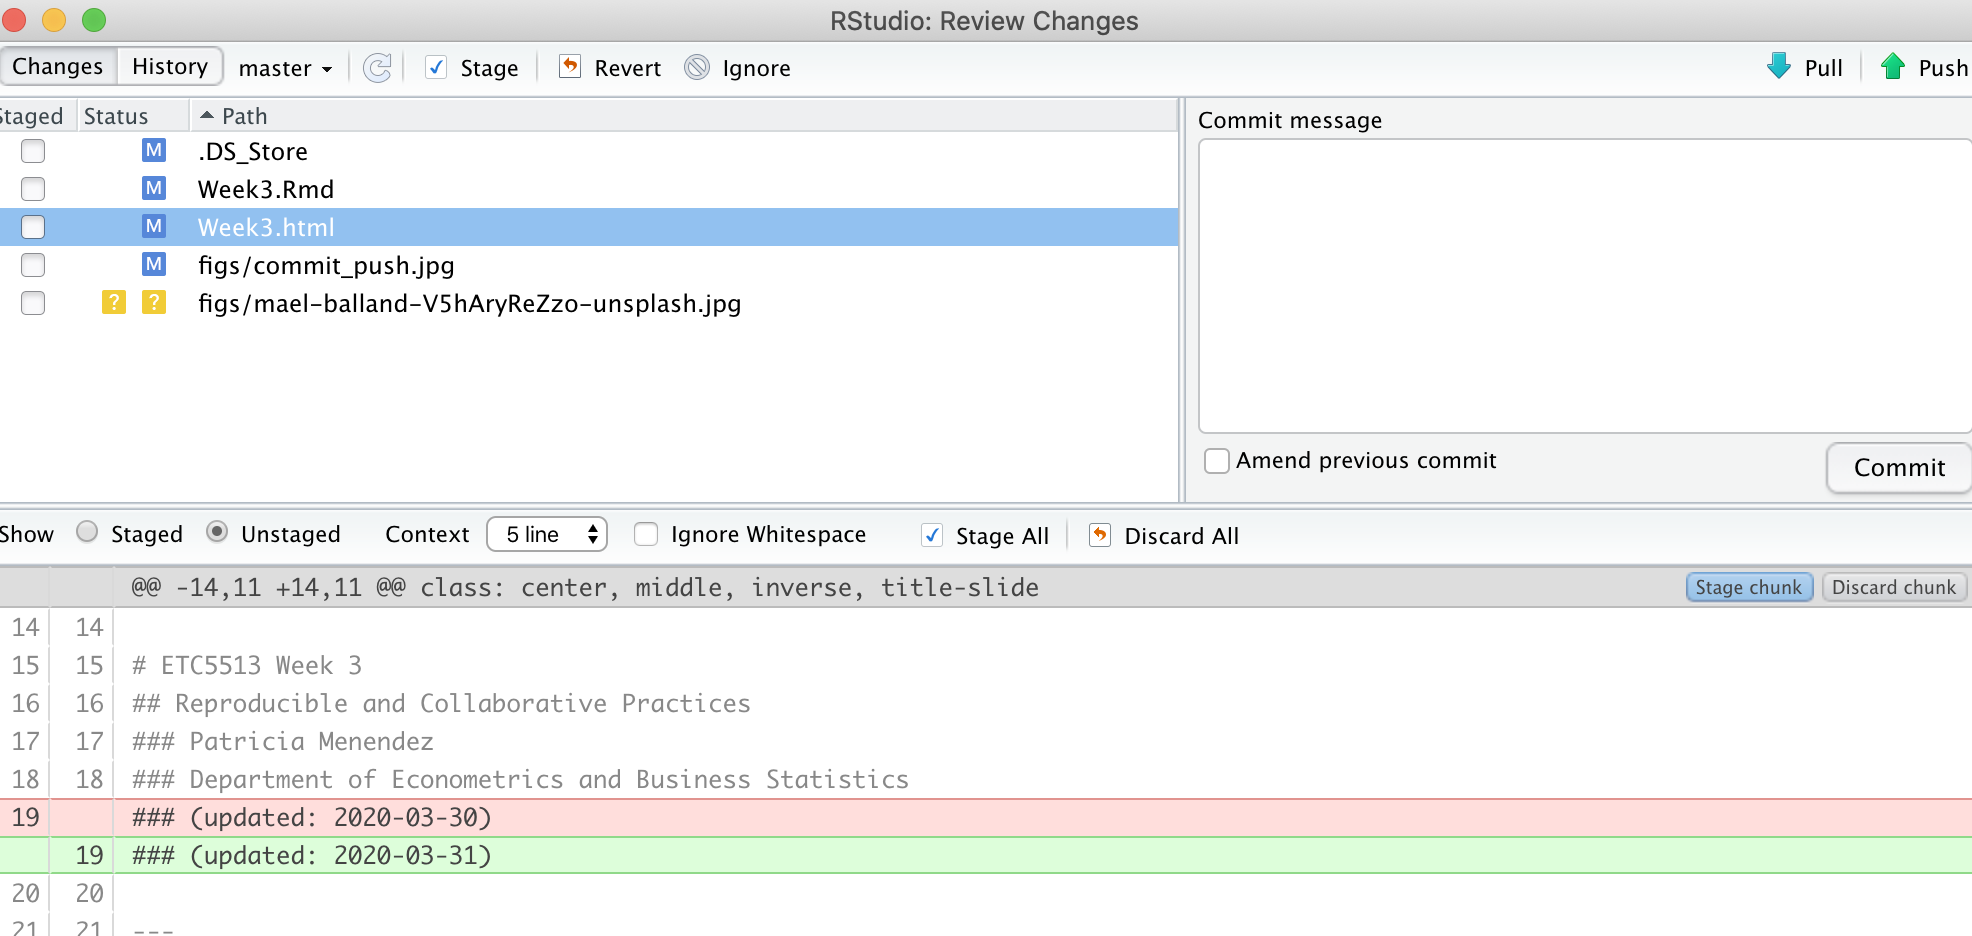 RStudio: Review Changes
Changes History master Stage Revert Ignore Pull Push
Staged Status Path
M .DS_Store
M Week3.Rmd
M Week3.html
M figs/commit_push.jpg
? ? figs/mael-balland-V5hAryReZzo-unsplash.jpg
Commit message
Amend previous commit
Commit
Show Staged Unstaged Context 5 line Ignore Whitespace Stage All Discard All
@@ -14,11 +14,11 @@ class: center, middle, inverse, title-slide Stage chunk Discard chunk
14 14
15 15 # ETC5513 Week 3
16 16 ## Reproducible and Collaborative Practices
17 17 ### Patricia Menendez
18 18 ### Department of Econometrics and Business Statistics
19 ### (updated: 2020-03-30)
19 ### (updated: 2020-03-31)
20 20
21 21 ---